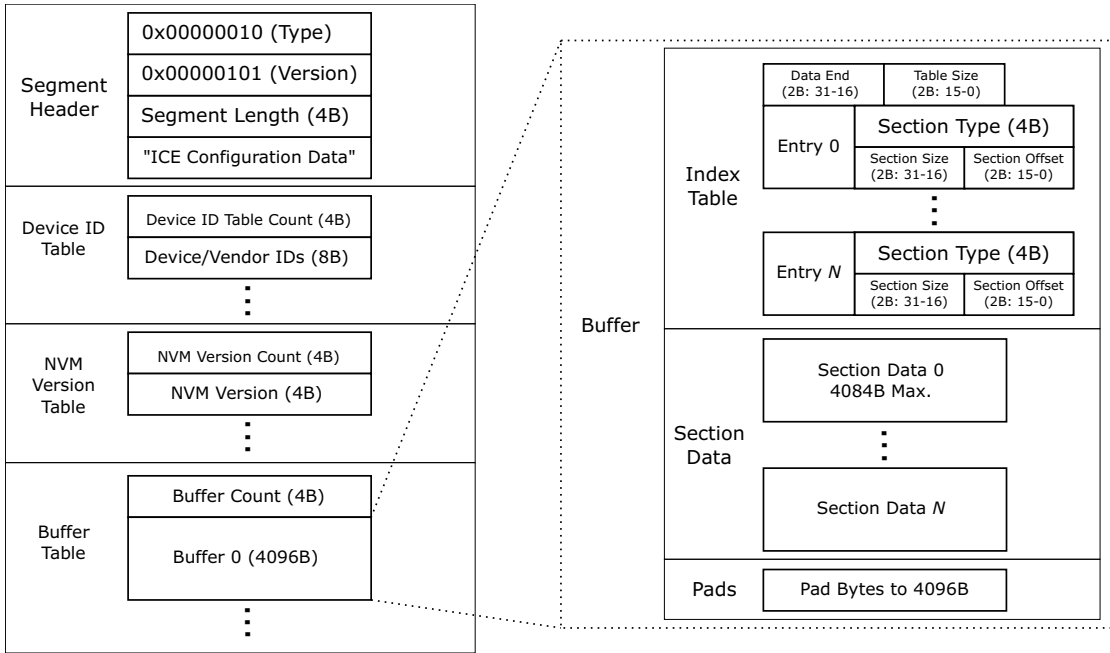 Segment
Header
0x00000010 (Type)
0x00000101 (Version)
Segment Length (4B)
"ICE Configuration Data"
Device ID
Table
Device ID Table Count (4B)
Device/Vendor IDs (8B)
NVM
Version
Table
NVM Version Count (4B)
NVM Version (4B)
Buffer
Table
Buffer Count (4B)
Buffer 0 (4096B)
Buffer
Index
Table
Data End
(2B: 31-16)
Table Size
(2B: 15-0)
Entry 0
Section Type (4B)
Section Size
(2B: 31-16)
Section Offset
(2B: 15-0)
Entry N
Section Type (4B)
Section Size
(2B: 31-16)
Section Offset
(2B: 15-0)
Section
Data
Section Data 0
4084B Max.
Section Data N
Pads
Pad Bytes to 4096B